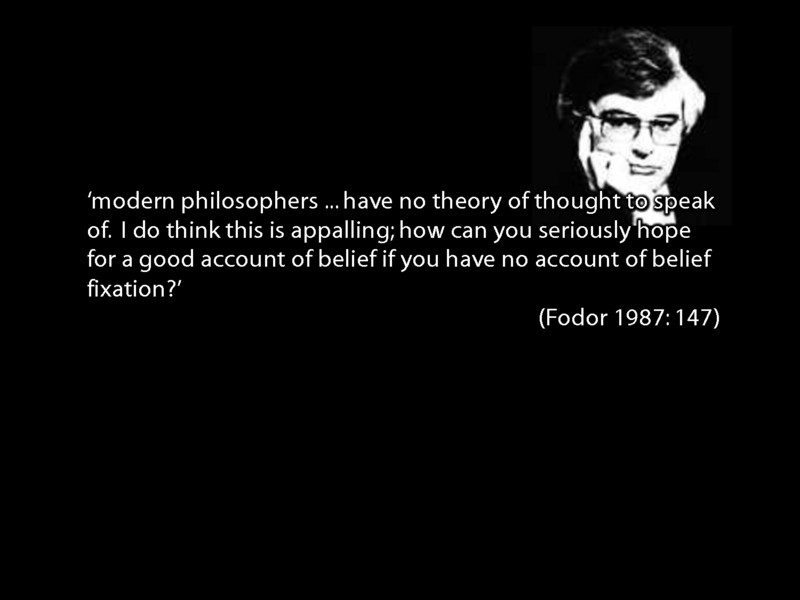 ‘modern philosophers ... have no theory of thought to speak
of.  I do think this is appalling; how can you seriously hope
for a good account of belief if you have no account of belief
fixation?’
(Fodor 1987: 147)